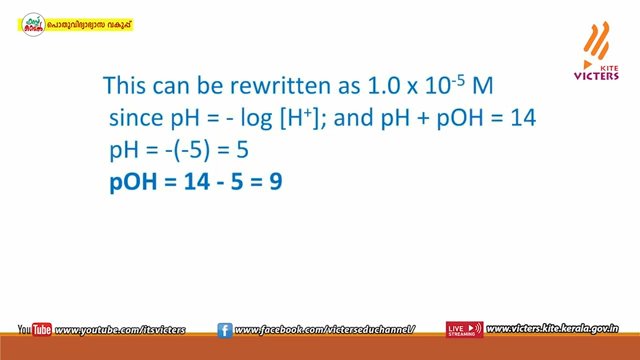 പൊതുവിദ്യാഭ്യാസ വകുപ്പ്
KITE
VICTERS
This can be rewritten as 1.0 x 10⁻⁵ M
since pH = - log [H⁺]; and pH + pOH = 14
pH = -(-5) = 5
pOH = 14 - 5 = 9
YouTube www.youtube.com/itsvicters
f www.facebook.com/victerseduchannel/
LIVE STREAMING www.victers.kite.kerala.gov.in